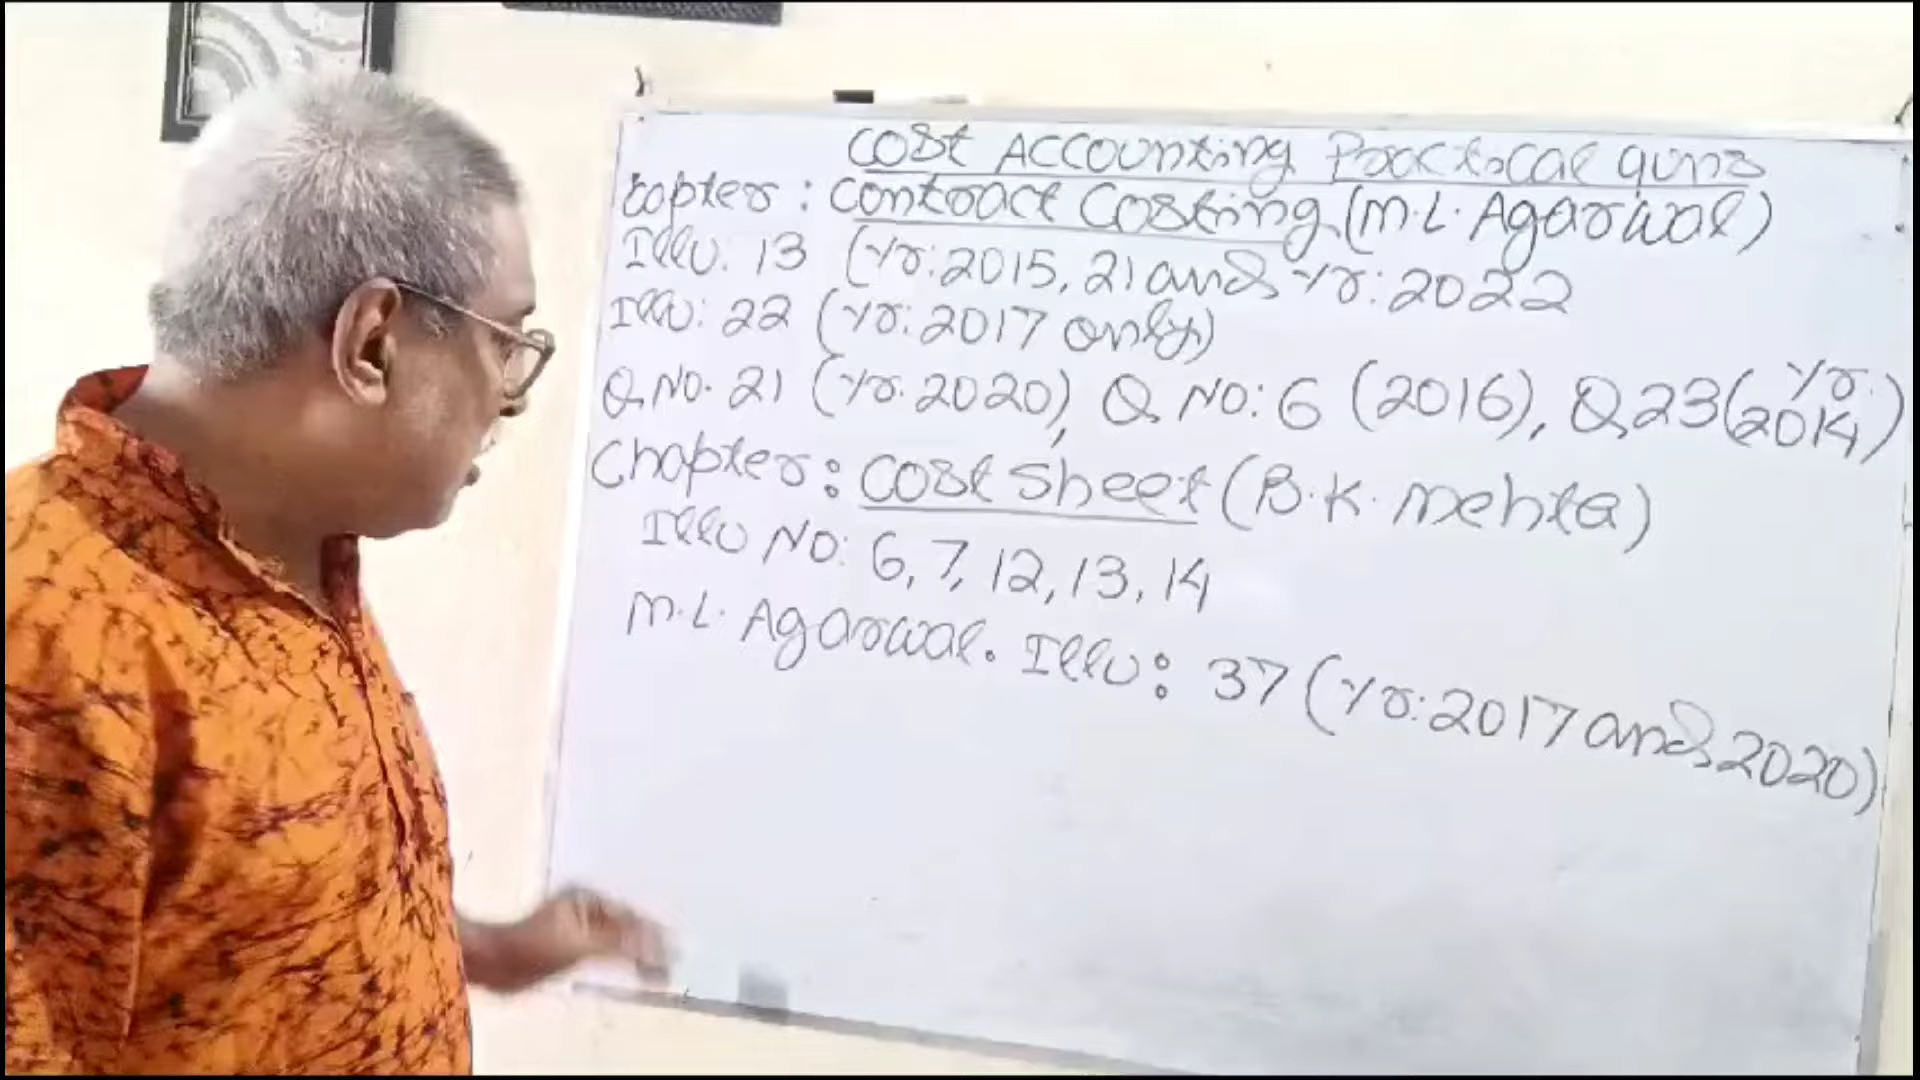 Cost Accounting Practical quns
apter : Contract Costing (M.L. Agarwal)
Illu: 13 (Yr: 2015, 21 and Yr: 2022
Illu: 22 (Yr: 2017 only)
Q No. 21 (Yr. 2020), Q No: 6 (2016), Q 23 (Yr. 2014)
Chapter: Cost Sheet (B.K. Mehta)
Illu No: 6, 7, 12, 13, 14
M.L. Agarwal. Illu: 37 (Yr: 2017 and 2020)